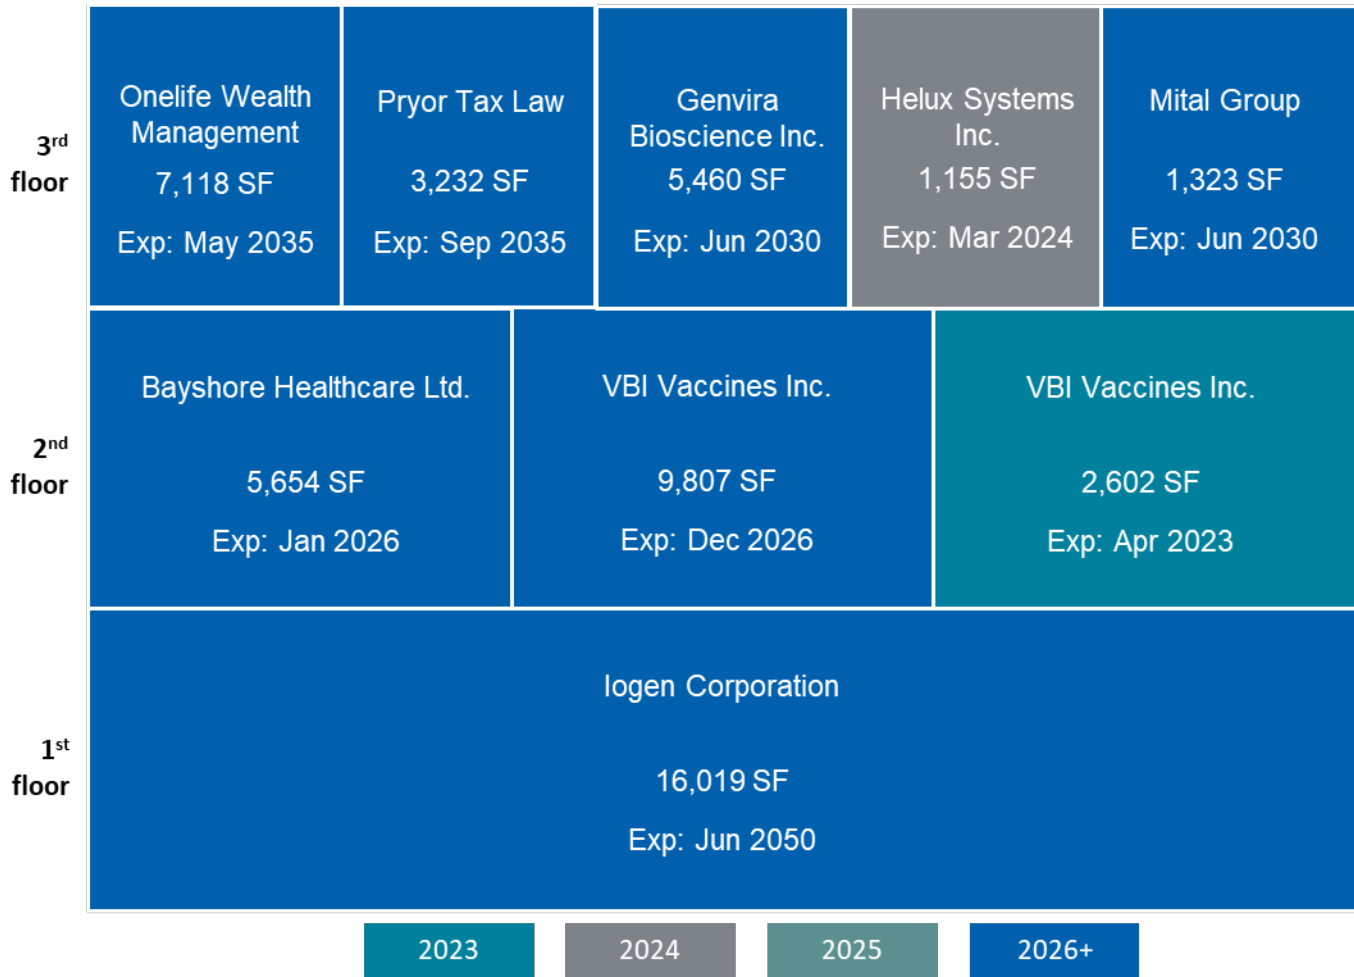 3rd
floor
Onelife Wealth
Management
7,118 SF
Exp: May 2035
Pryor Tax Law
3,232 SF
Exp: Sep 2035
Genvira
Bioscience Inc.
5,460 SF
Exp: Jun 2030
Helux Systems
Inc.
1,155 SF
Exp: Mar 2024
Mital Group
1,323 SF
Exp: Jun 2030
2nd
floor
Bayshore Healthcare Ltd.
5,654 SF
Exp: Jan 2026
VBI Vaccines Inc.
9,807 SF
Exp: Dec 2026
VBI Vaccines Inc.
2,602 SF
Exp: Apr 2023
1st
floor
Iogen Corporation
16,019 SF
Exp: Jun 2050
2023
2024
2025
2026+